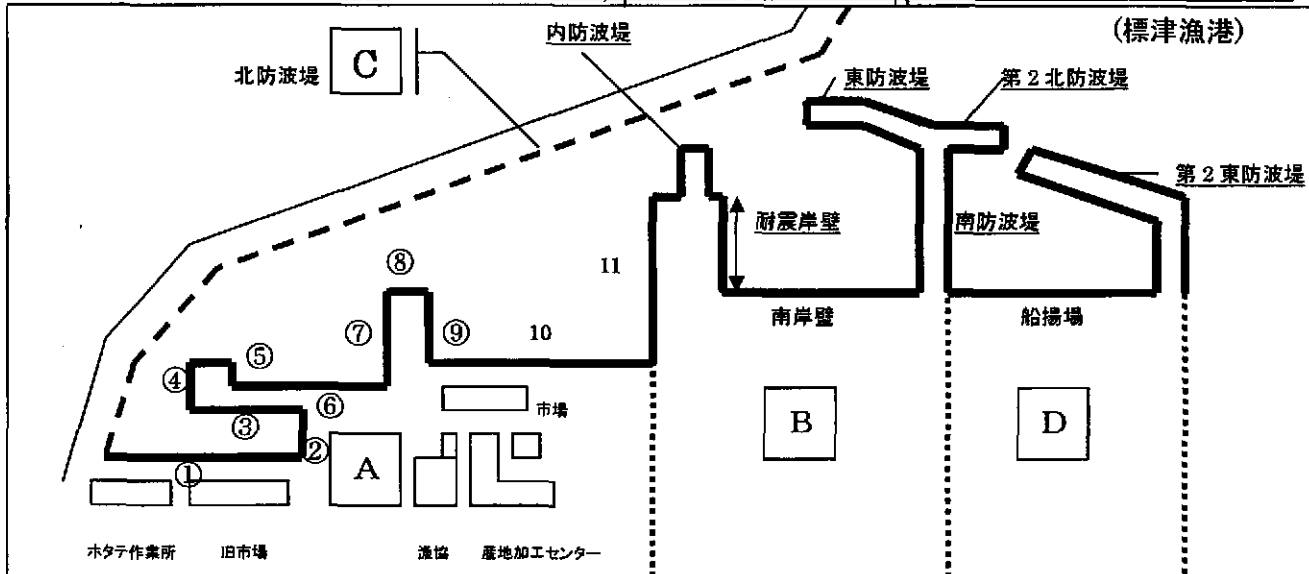 (標津漁港)
内防波堤
北防波堤
C
東防波堤
第2北防波堤
第2東防波堤
耐震岸壁
南防波堤
⑧
11
南岸壁
船揚場
⑦
⑨
10
⑤
④
⑥
市場
③
B
D
②
A
①
ホタテ作業所
旧市場
漁協
産地加工センター